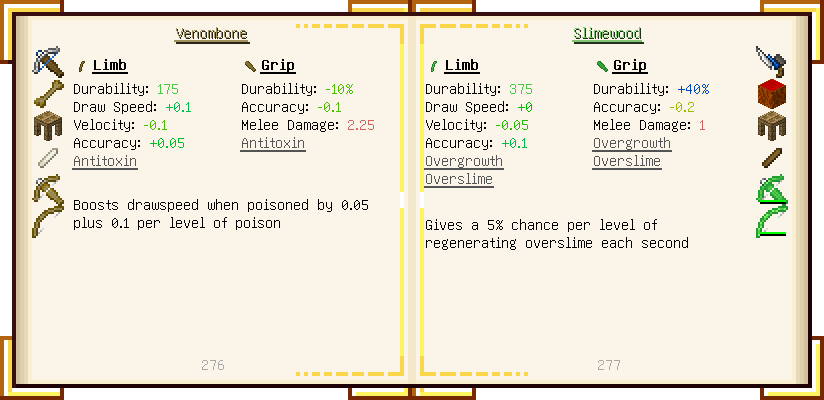 Venombone
Limb
Durability: 175
Draw Speed: +0.1
Velocity: -0.1
Accuracy: +0.05
Antitoxin
Grip
Durability: -10%
Accuracy: -0.1
Melee Damage: 2.25
Antitoxin
Boosts drawspeed when poisoned by 0.05
plus 0.1 per level of poison
276
Slimewood
Limb
Durability: 375
Draw Speed: +0
Velocity: -0.05
Accuracy: +0.1
Overgrowth
Overslime
Grip
Durability: +40%
Accuracy: -0.2
Melee Damage: 1
Overgrowth
Overslime
Gives a 5% chance per level of
regenerating overslime each second
277